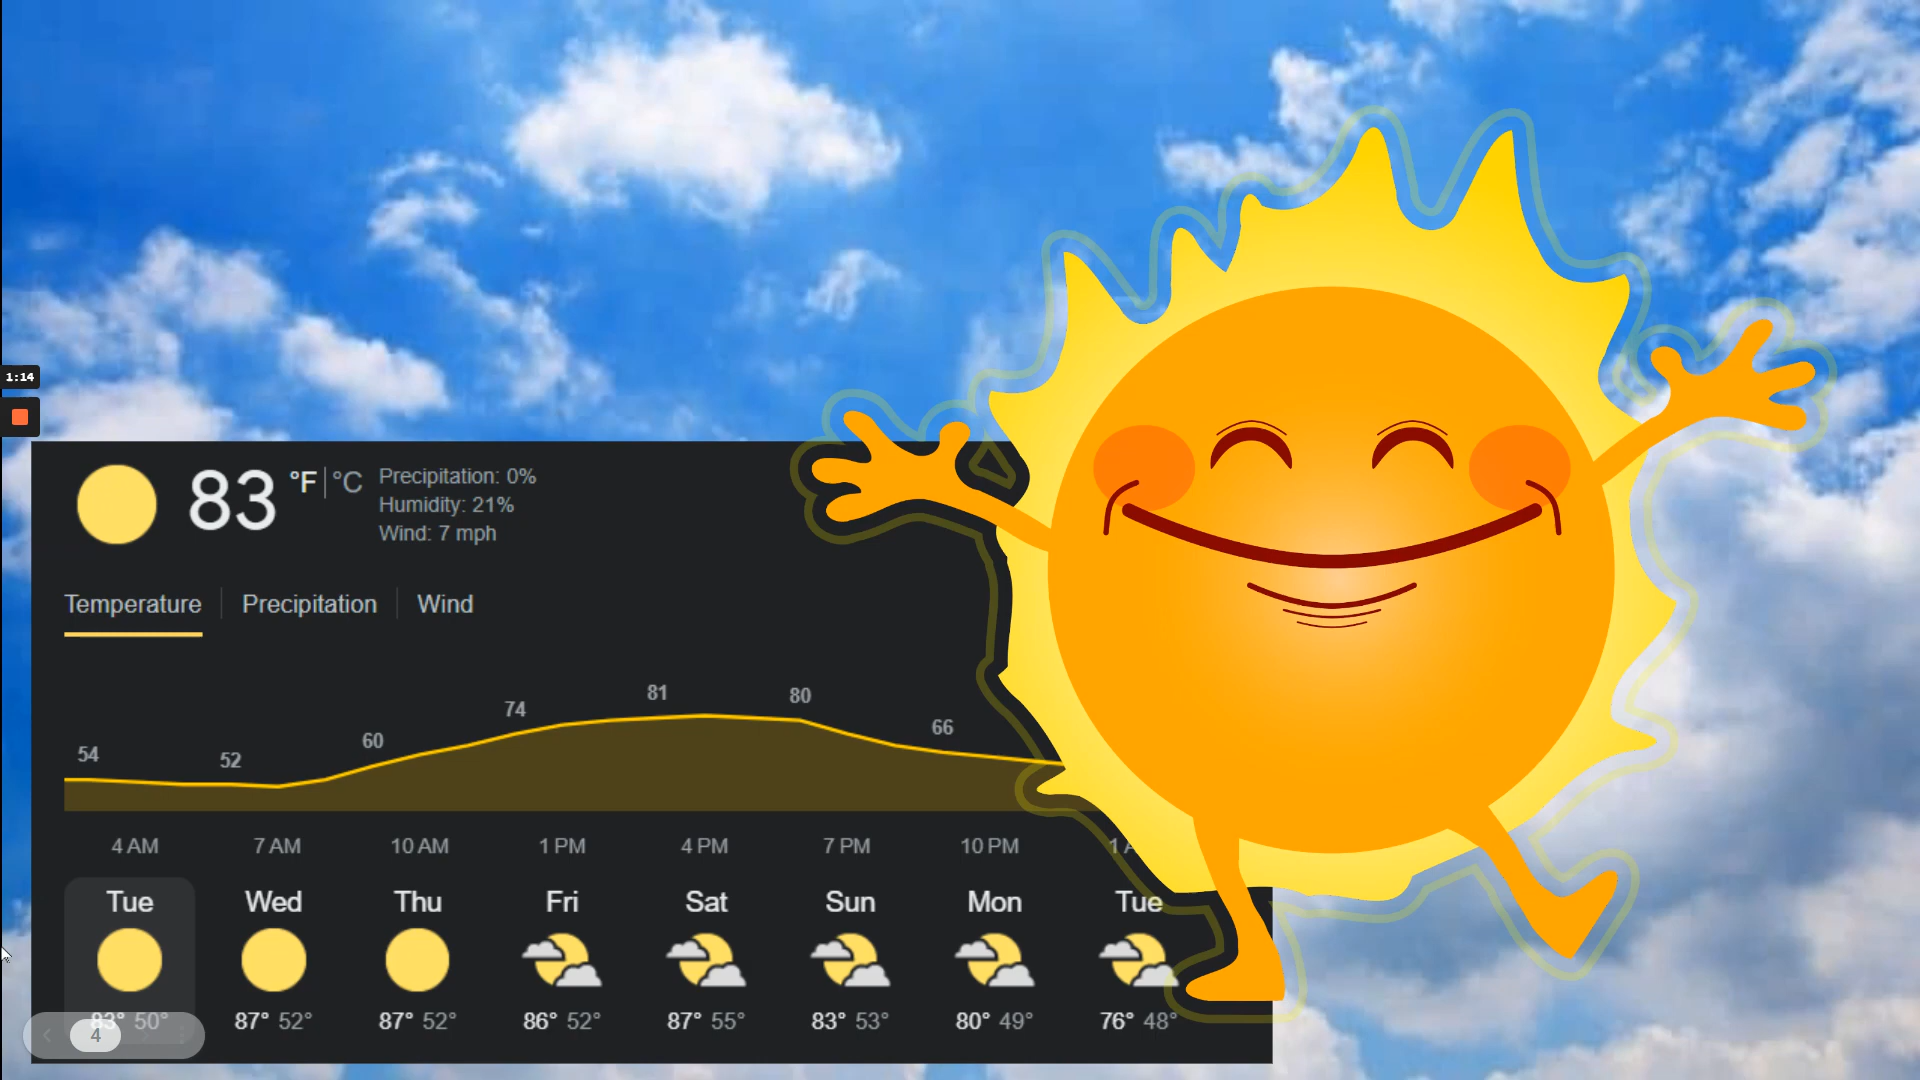 1:14
83 °F °C
Precipitation: 0%
Humidity: 21%
Wind: 7 mph
Temperature Precipitation Wind
54 52 60 74 81 80 66
4 AM 7 AM 10 AM 1 PM 4 PM 7 PM 10 PM 1 A
Tue Wed Thu Fri Sat Sun Mon Tue
83° 50° 87° 52° 87° 52° 86° 52° 87° 55° 83° 53° 80° 49° 76° 48°
4